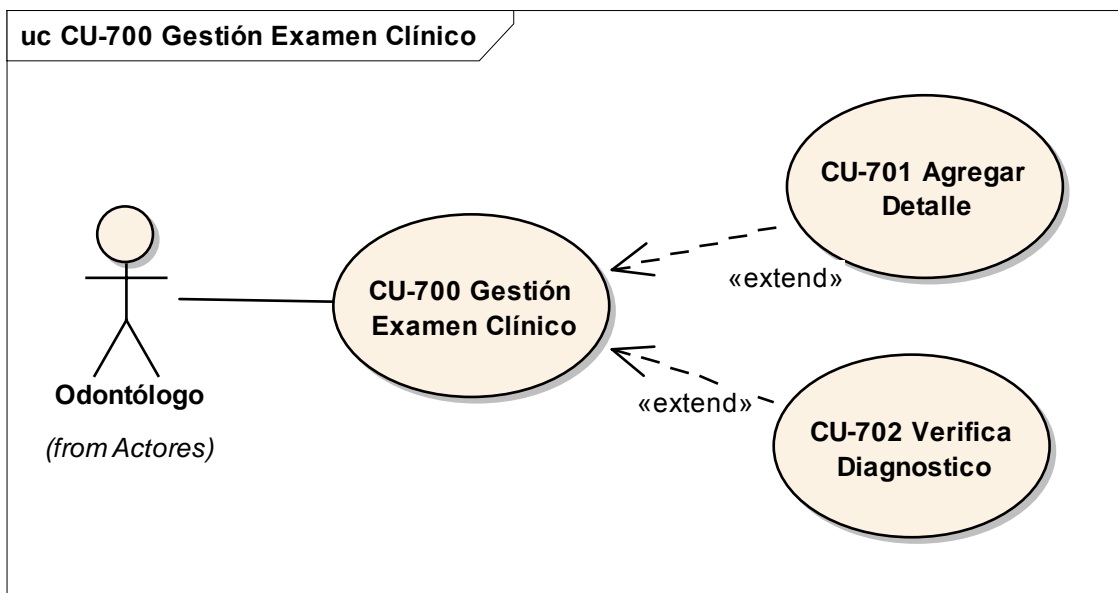 uc CU-700 Gestión Examen Clínico
CU-701 Agregar
Detalle
«extend»
CU-700 Gestión
Examen Clínico
Odontólogo
(from Actores)
«extend»
CU-702 Verifica
Diagnostico